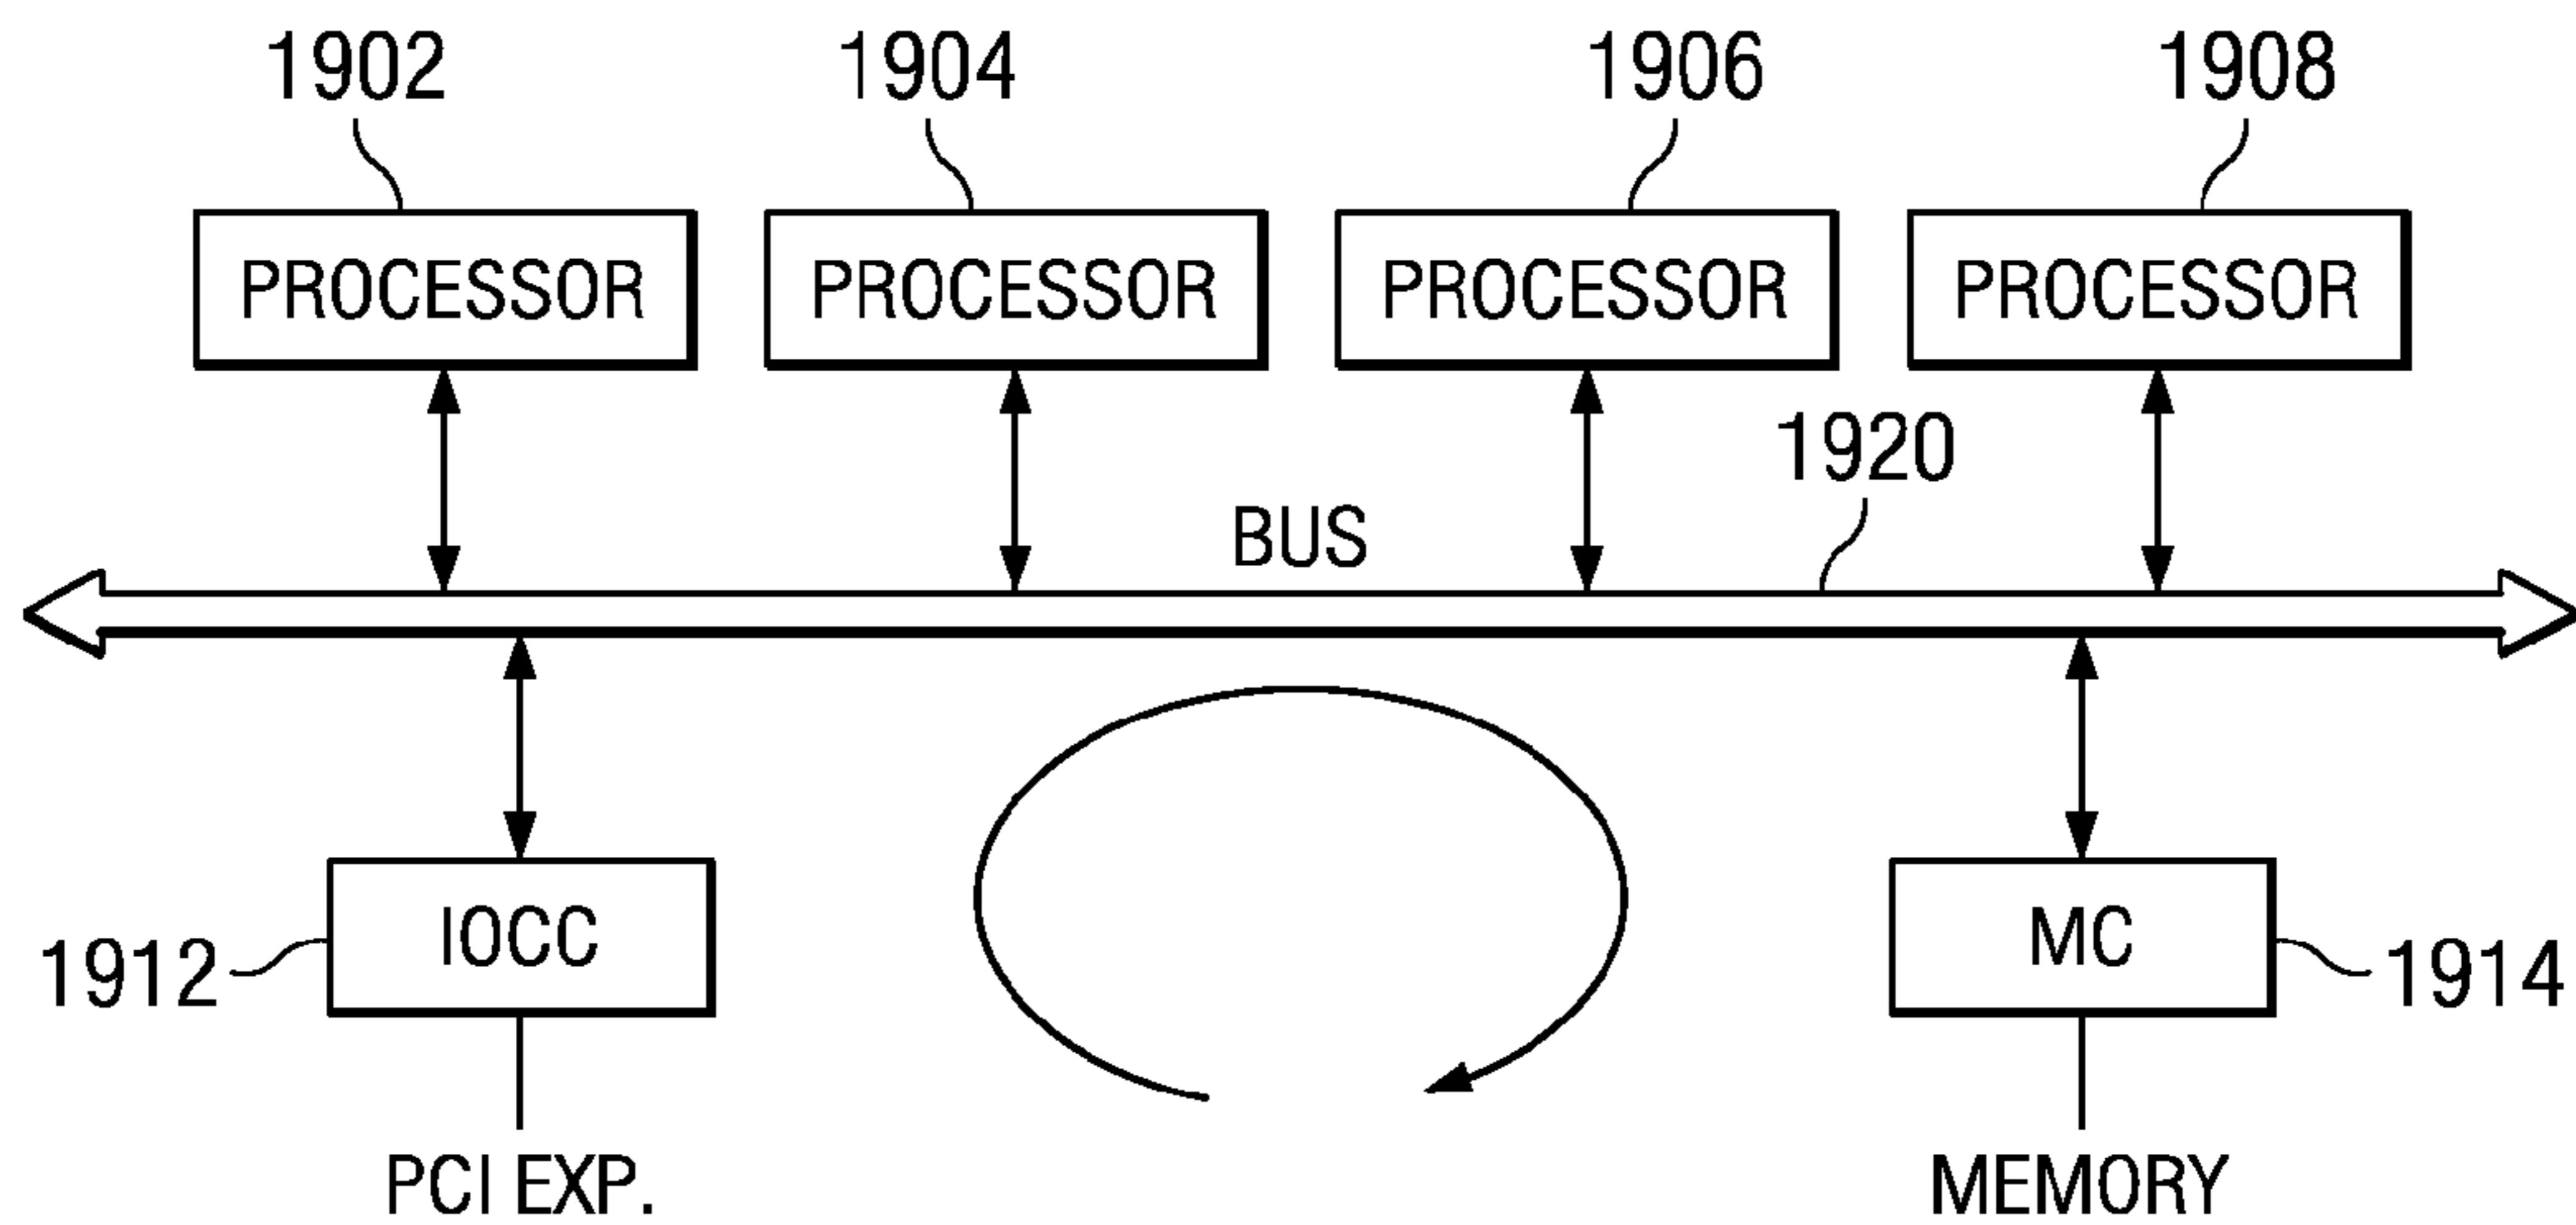 1902 1904 1906 1908
PROCESSOR PROCESSOR PROCESSOR PROCESSOR
1920
BUS
IOCC MC
1912 1914
PCI EXP. MEMORY